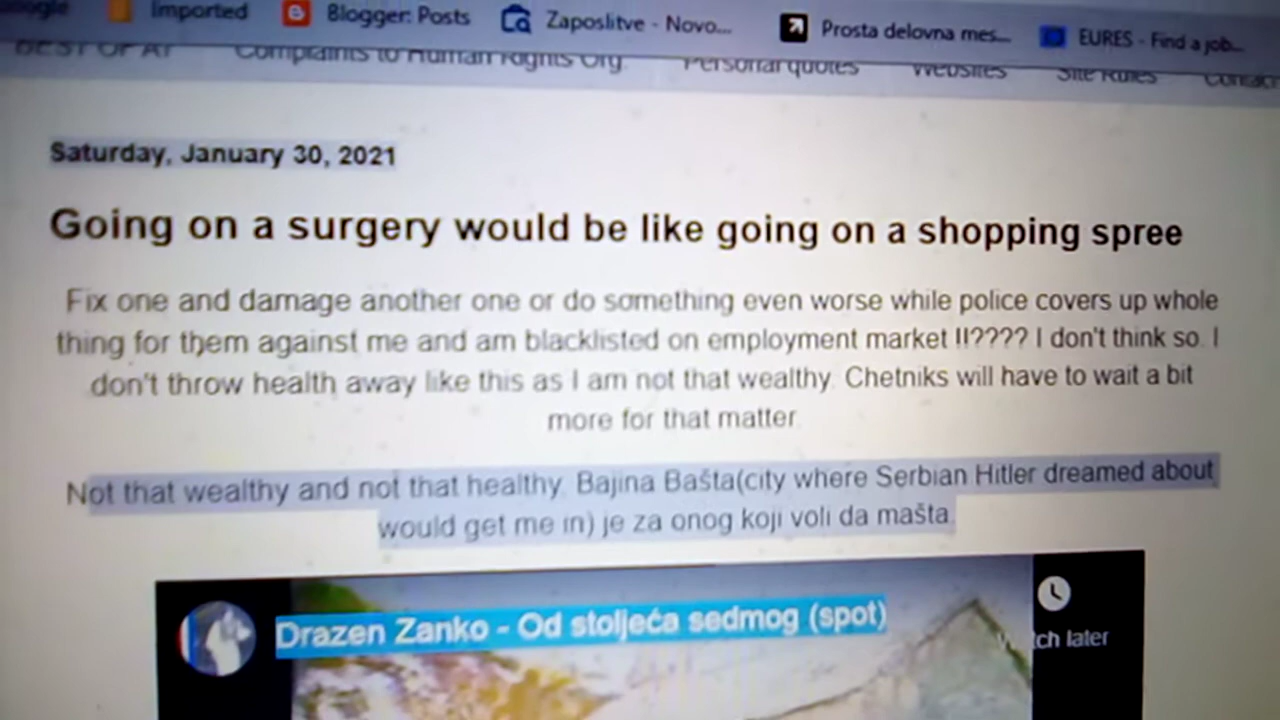 Imported Blogger: Posts Zaposlitve - Novo... Prosta delovna mes... EURES - Find a job...
BEST OF AT Complaints to Human Rights Org. Personal quotes Websites Site Rules Contact
Saturday, January 30, 2021
Going on a surgery would be like going on a shopping spree
Fix one and damage another one or do something even worse while police covers up whole
thing for them against me and am blacklisted on employment market !!???? I don't think so. I
don't throw health away like this as I am not that wealthy. Chetniks will have to wait a bit
more for that matter.
Not that wealthy and not that healthy. Bajina Bašta(city where Serbian Hitler dreamed about
would get me in) je za onog koji voli da mašta.
Drazen Zanko - Od stoljeća sedmog (spot)
Watch later